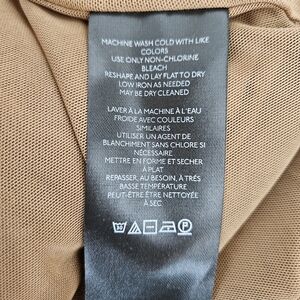 MACHINE WASH COLD WITH LIKE
COLORS
USE ONLY NON-CHLORINE
BLEACH
RESHAPE AND LAY FLAT TO DRY
LOW IRON AS NEEDED
MAY BE DRY CLEANED
LAVER À LA MACHINE À L'EAU
FROIDE AVEC COULEURS
SIMILAIRES
UTILISER UN AGENT DE
BLANCHIMENT SANS CHLORE SI
NÉCESSAIRE
METTRE EN FORME ET SECHER
À PLAT
REPASSER, AU BESOIN, À TRÉS
BASSE TEMPÉRATURE
PEUT-ÊTRE ÊTRE NETTOYÉE
À SEC